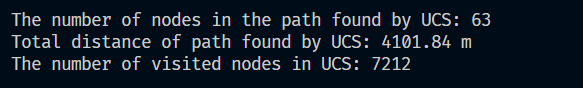 The number of nodes in the path found by UCS: 63
Total distance of path found by UCS: 4101.84 m
The number of visited nodes in UCS: 7212